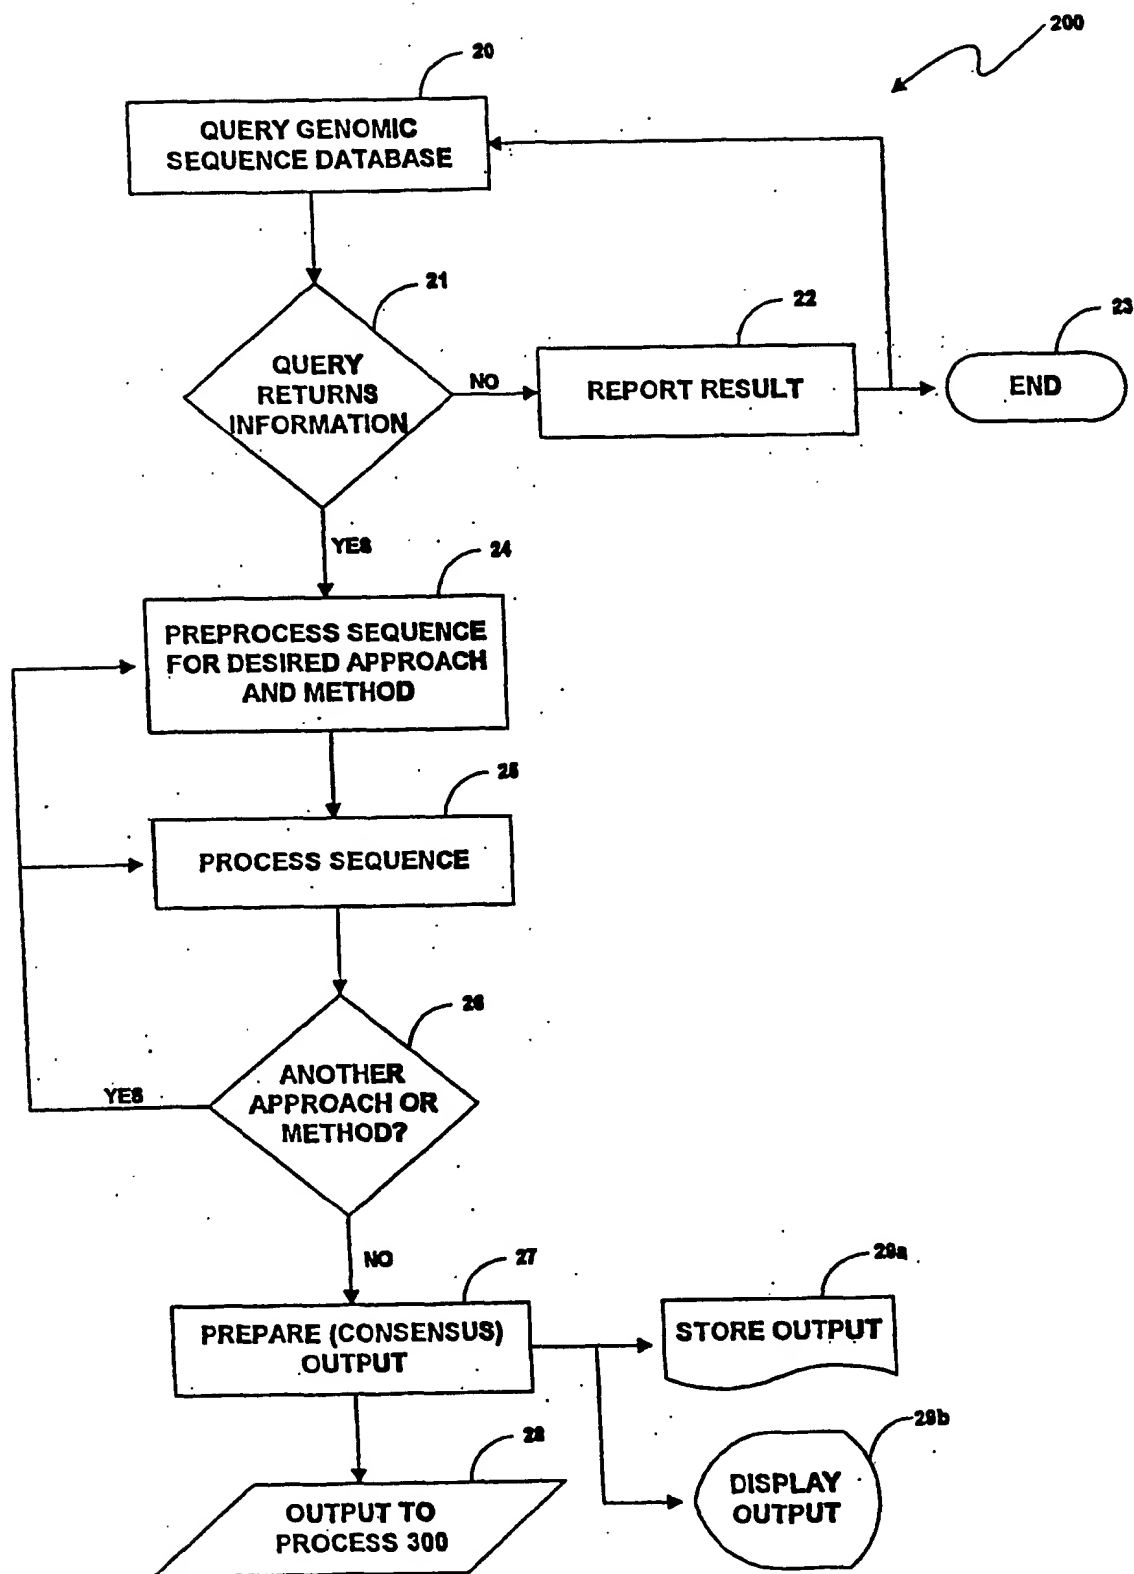 200
20
QUERY GENOMIC
SEQUENCE DATABASE
21
QUERY
RETURNS
INFORMATION
NO
22
REPORT RESULT
23
END
YES
24
PREPROCESS SEQUENCE
FOR DESIRED APPROACH
AND METHOD
25
PROCESS SEQUENCE
26
ANOTHER
APPROACH OR
METHOD?
YES
NO
27
PREPARE (CONSENSUS)
OUTPUT
29a
STORE OUTPUT
28
OUTPUT TO
PROCESS 300
29b
DISPLAY
OUTPUT